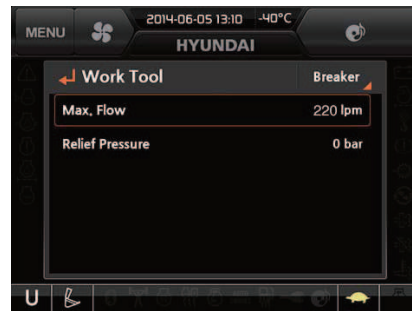 MENU
2014-06-05 13:10 -40°C
HYUNDAI
Work Tool
Breaker
Max. Flow 220 lpm
Relief Pressure 0 bar
U